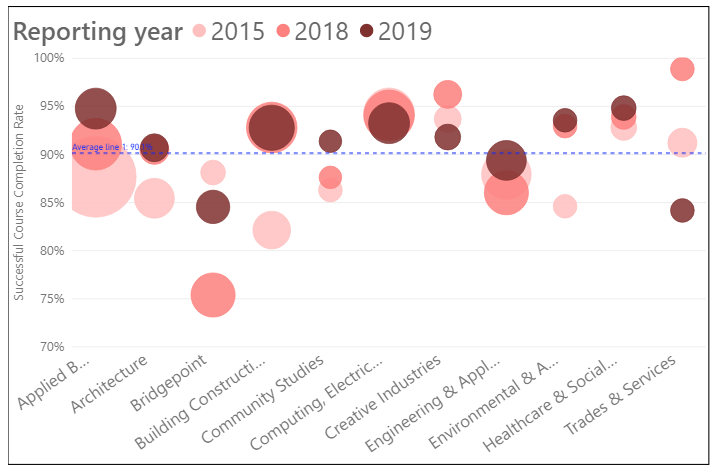 Reporting year 2015 2018 2019
100%
95%
90%
85%
80%
75%
70%
Successful Course Completion Rate
Average line 1: 90.1%
Applied B...
Architecture
Bridgepoint
Building Constructi...
Community Studies
Computing, Electric...
Creative Industries
Engineering & Appl...
Environmental & A...
Healthcare & Social...
Trades & Services